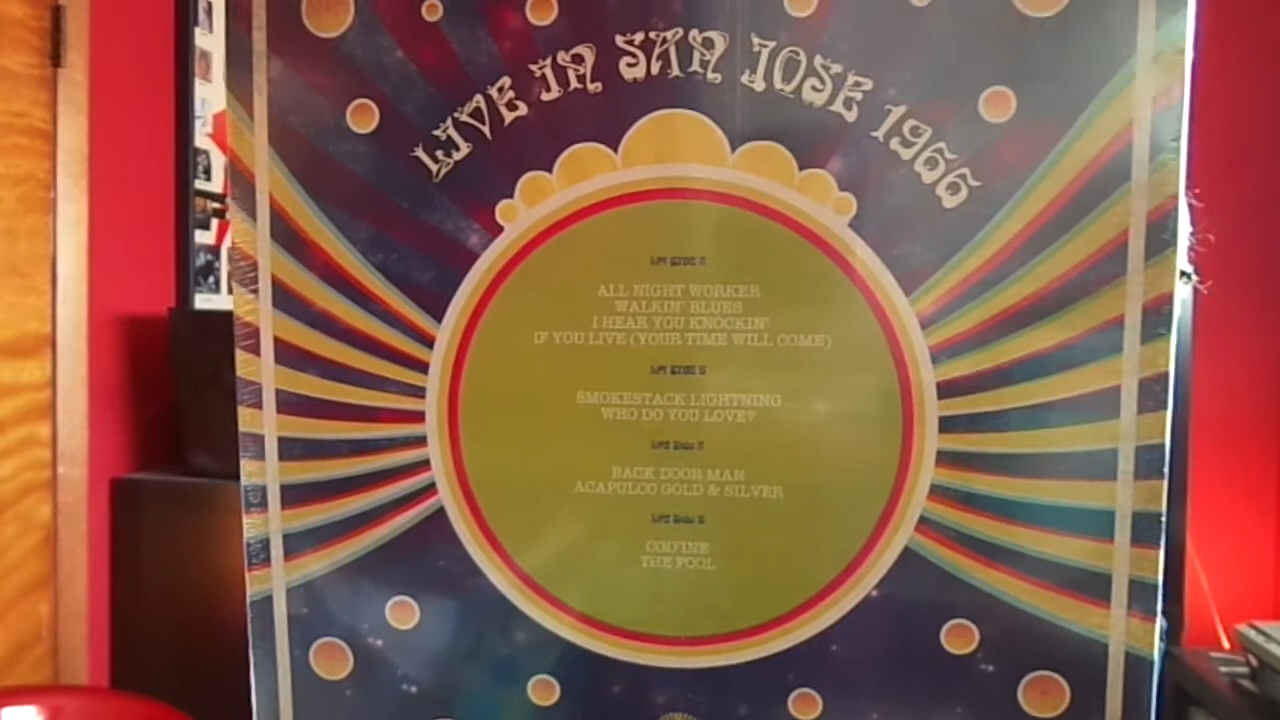 LIVE IN SAN JOSE 1966
ALL NIGHT WORKER
WALKIN' BLUES
I HEAR YOU KNOCKIN'
IF YOU LIVE (YOUR TIME WILL COME)
SMOKESTACK LIGHTNING
WHO DO YOU LOVE?
BACK DOOR MAN
ACAPULCO GOLD & SILVER
COD'INE
THE FOOL